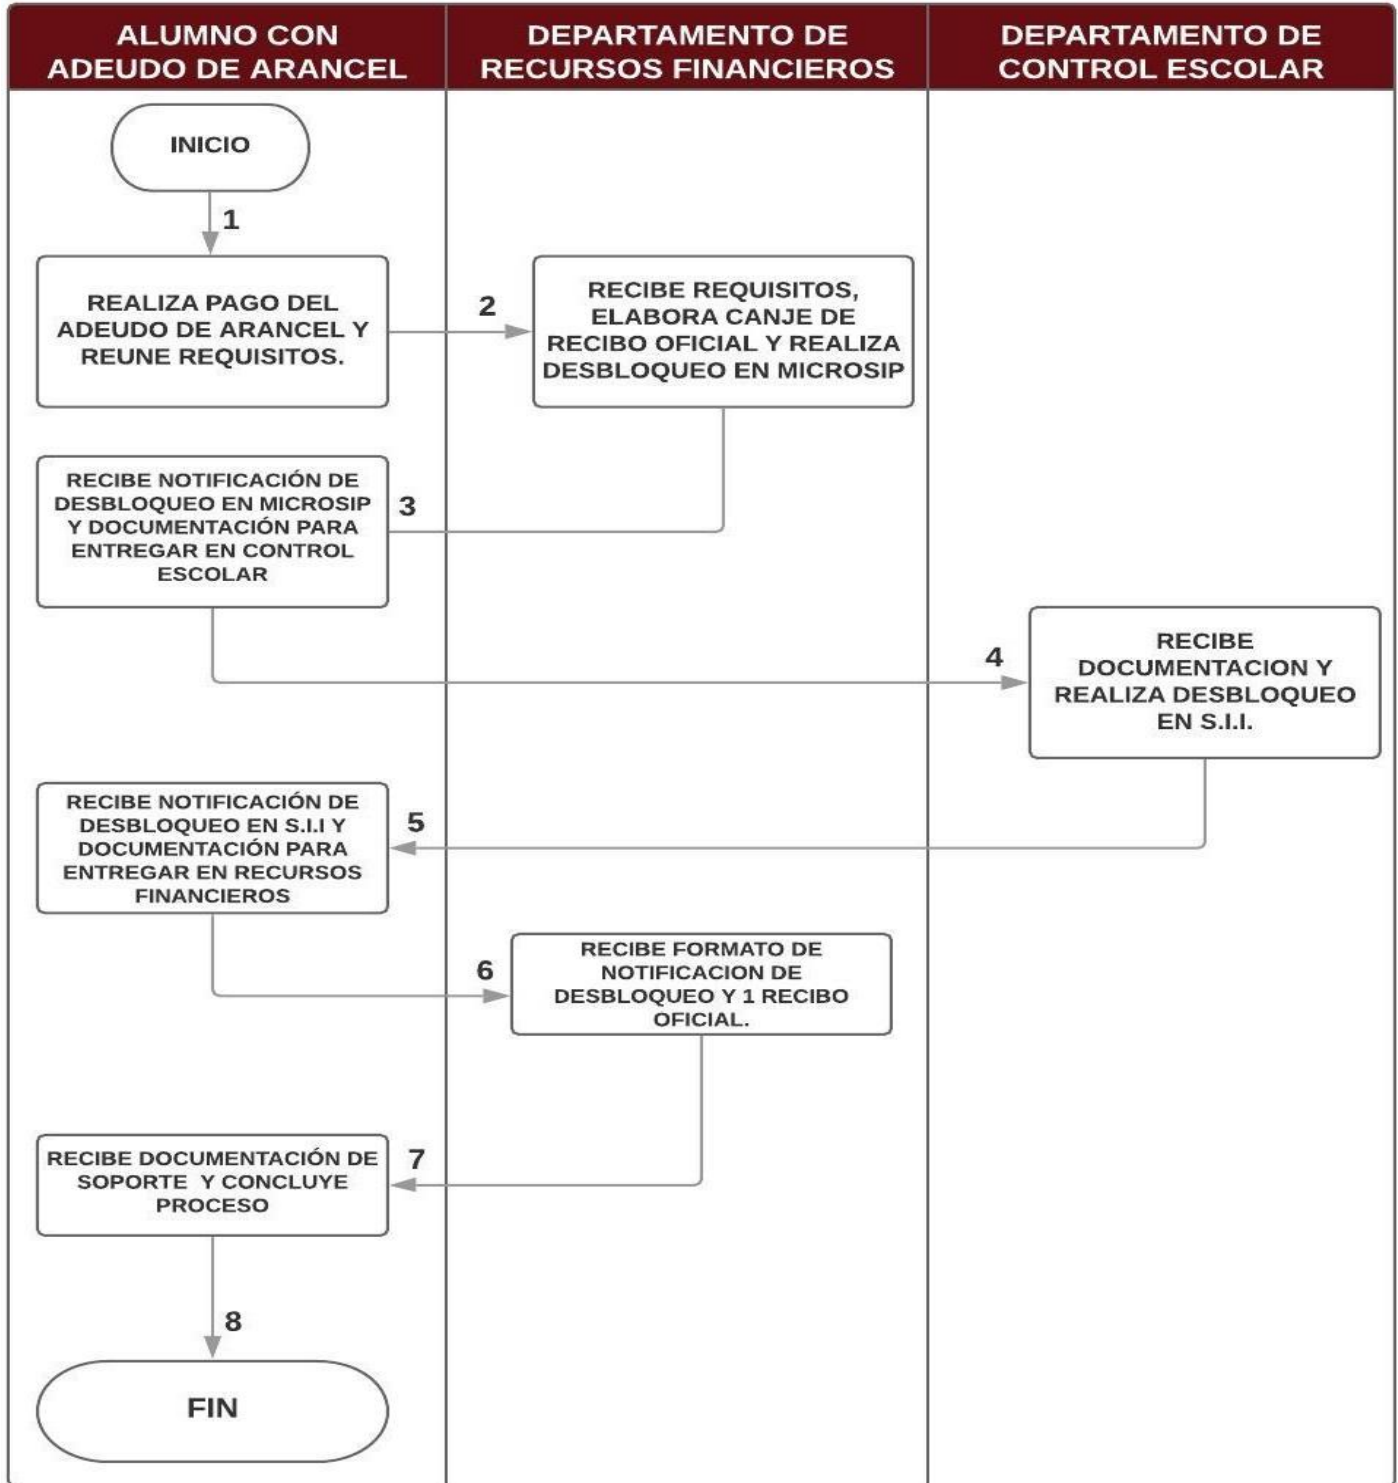 ALUMNO CON
ADEUDO DE ARANCEL
DEPARTAMENTO DE
RECURSOS FINANCIEROS
DEPARTAMENTO DE
CONTROL ESCOLAR
INICIO
1
REALIZA PAGO DEL
ADEUDO DE ARANCEL Y
REUNE REQUISITOS.
2
RECIBE REQUISITOS,
ELABORA CANJE DE
RECIBO OFICIAL Y REALIZA
DESBLOQUEO EN MICROSIP
RECIBE NOTIFICACIÓN DE
DESBLOQUEO EN MICROSIP
Y DOCUMENTACIÓN PARA
ENTREGAR EN CONTROL
ESCOLAR
3
4
RECIBE
DOCUMENTACION Y
REALIZA DESBLOQUEO
EN S.I.I.
RECIBE NOTIFICACIÓN DE
DESBLOQUEO EN S.I.I Y
DOCUMENTACIÓN PARA
ENTREGAR EN RECURSOS
FINANCIEROS
5
6
RECIBE FORMATO DE
NOTIFICACION DE
DESBLOQUEO Y 1 RECIBO
OFICIAL.
RECIBE DOCUMENTACIÓN DE
SOPORTE Y CONCLUYE
PROCESO
7
8
FIN